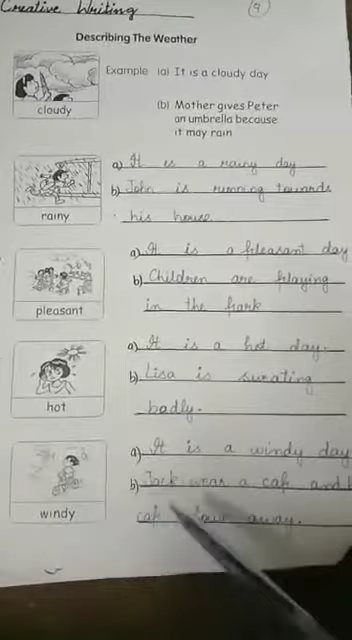 Creative Writing
9
Describing The Weather
Example (a) It is a cloudy day
cloudy
(b) Mother gives Peter
an umbrella because
it may rain
a) It is a rainy day
b) John is running towards
his house
rainy
a) It is a pleasant day
b) Children are playing
in the park
pleasant
a) It is a hot day.
b) Lisa is sweating
badly.
hot
a) It is a windy day
b) Jack wears a cap and
cap away.
windy